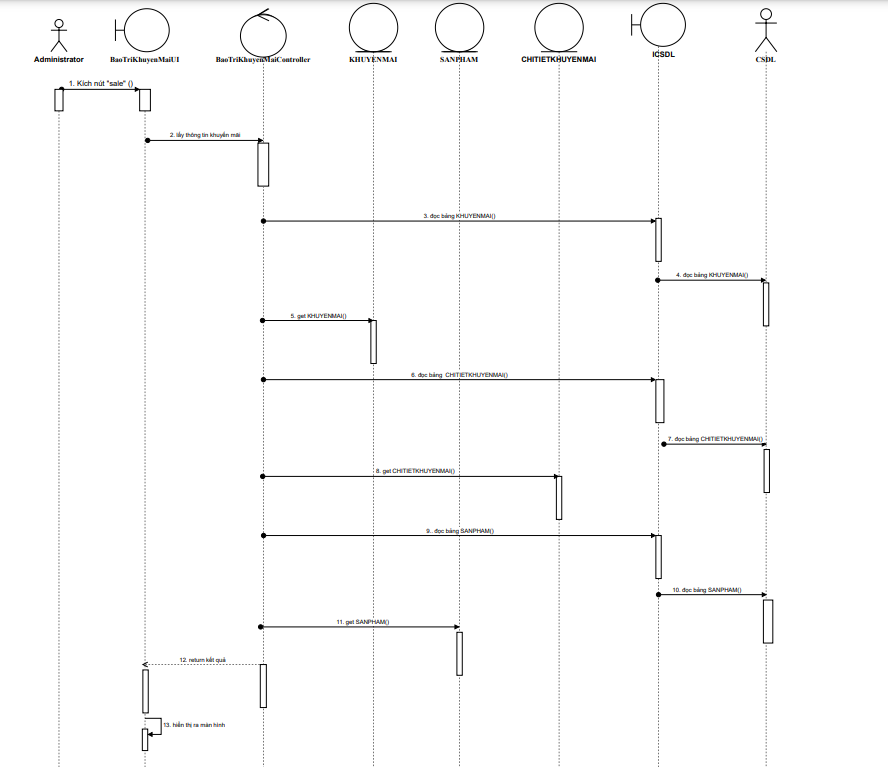 Administrator
BaoTriKhuyenMaiUI
BaoTriKhuyenMaiController
KHUYENMAI
SANPHAM
CHITIETKHUYENMAI
ICSDL
CSDL
1. Kích nút "sale" ()
2. lấy thông tin khuyến mãi
3. đọc bảng KHUYENMAI()
4. đọc bảng KHUYENMAI()
5. get KHUYENMAI()
6. đọc bảng CHITIETKHUYENMAI()
7. đọc bảng CHITIETKHUYENMAI()
8. get CHITIETKHUYENMAI()
9.. đọc bảng SANPHAM()
10. đọc bảng SANPHAM()
11. get SANPHAM()
12. return kết quả
13. hiển thị ra màn hình